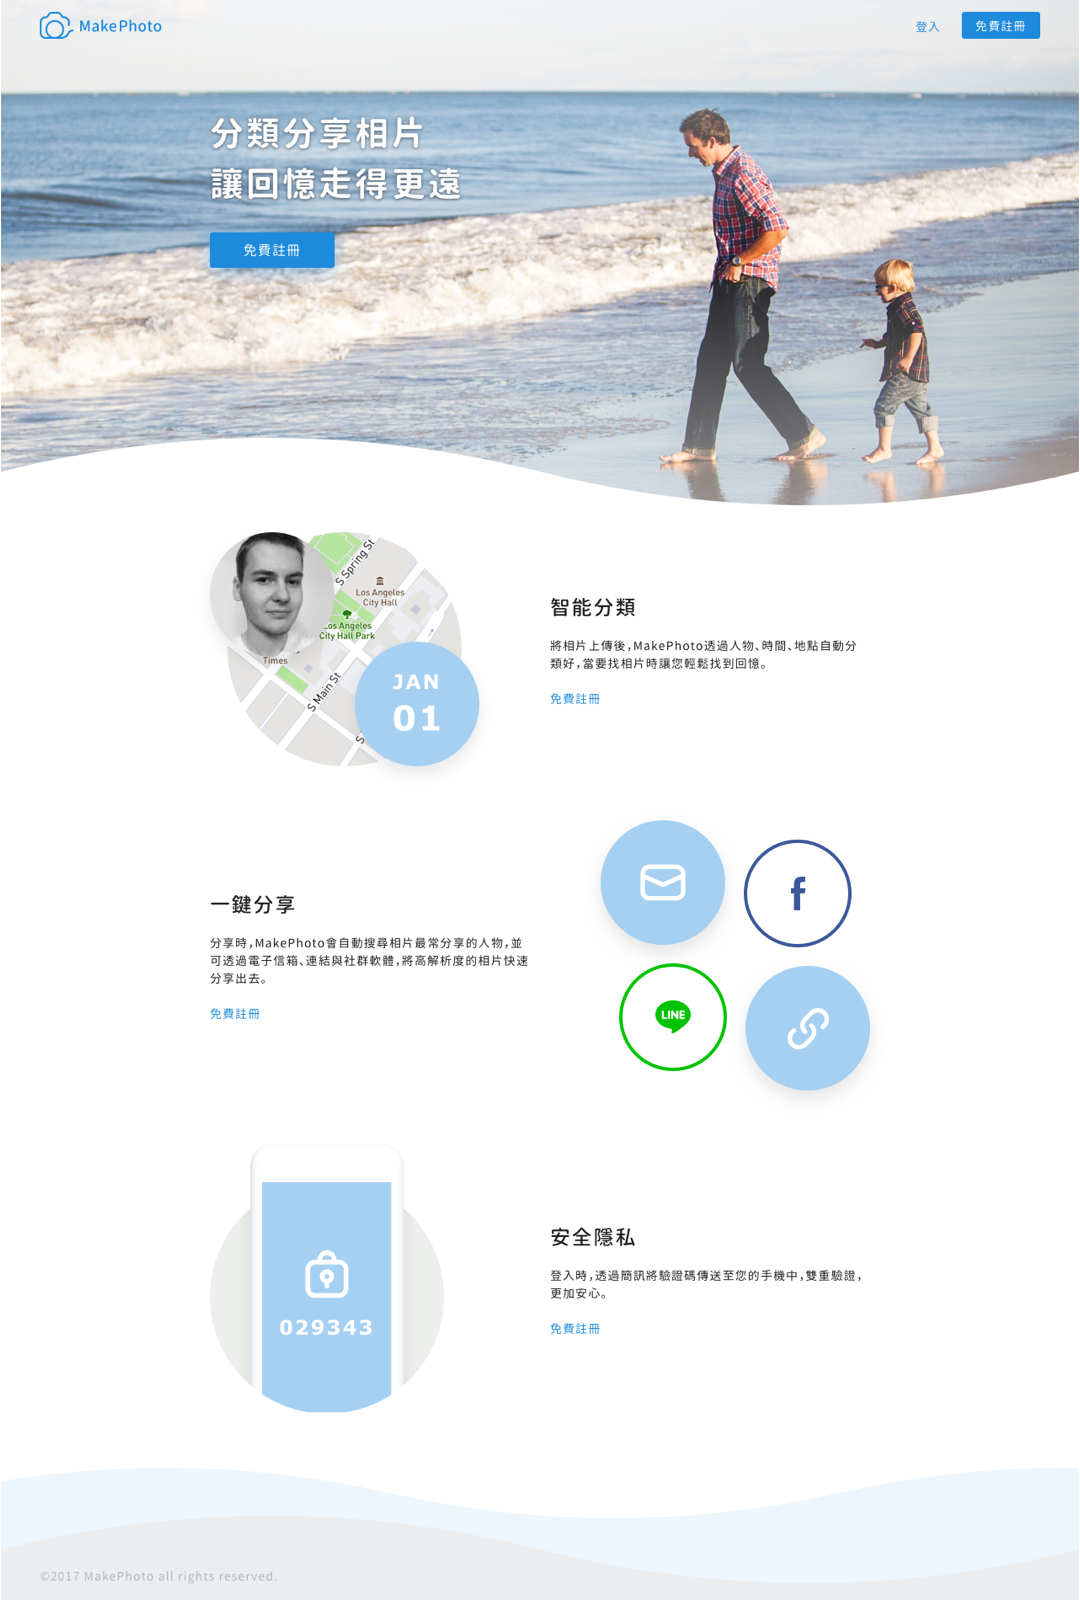 MakePhoto
登入
免費註冊
分類分享相片
讓回憶走得更遠
免費註冊
S Spring St
Los Angeles
City Hall
Los Angeles
City Hall Park
Times
S Main St
S
JAN
01
智能分類
將相片上傳後，MakePhoto透過人物、時間、地點自動分
類好，當要找相片時讓您輕鬆找到回憶。
免費註冊
一鍵分享
分享時，MakePhoto會自動搜尋相片最常分享的人物，並
可透過電子信箱、連結與社群軟體，將高解析度的相片快速
分享出去。
免費註冊
f
LINE
029343
安全隱私
登入時，透過簡訊將驗證碼傳送至您的手機中，雙重驗證，
更加安心。
免費註冊
©2017 MakePhoto all rights reserved.